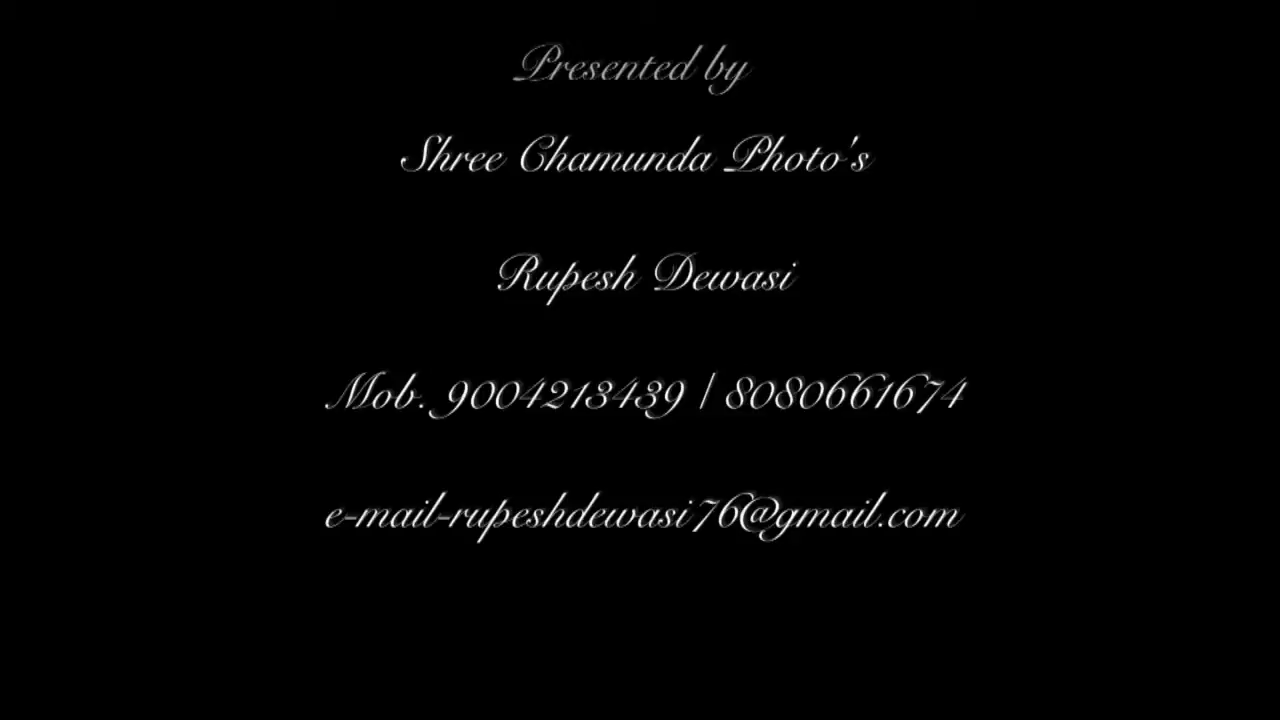 Presented by
Shree Chamunda Photo's
Rupesh Dewasi
Mob. 9004213439 / 8080661674
e-mail-rupeshdewasi76@gmail.com